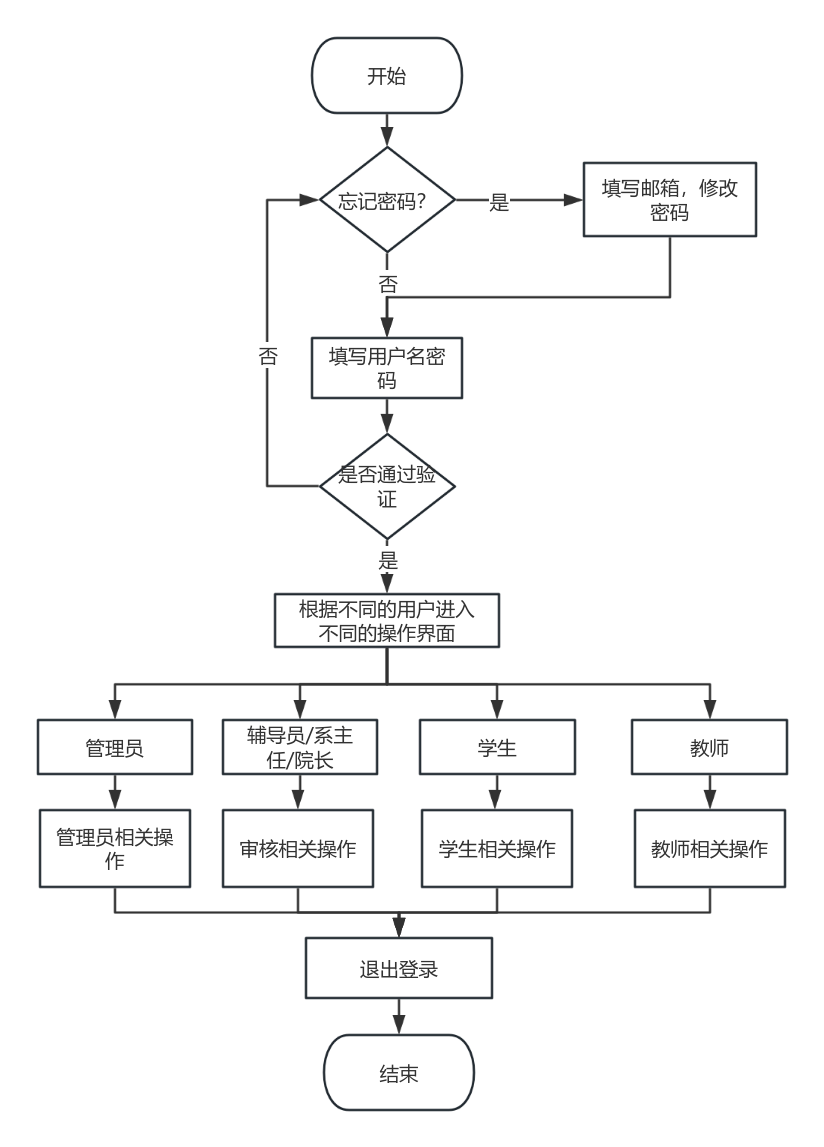 开始
忘记密码？
是
填写邮箱，修改
密码
否
填写用户名密
码
否
是否通过验
证
是
根据不同的用户进入
不同的操作界面
管理员
辅导员/系主
任/院长
学生
教师
管理员相关操
作
审核相关操作
学生相关操作
教师相关操作
退出登录
结束